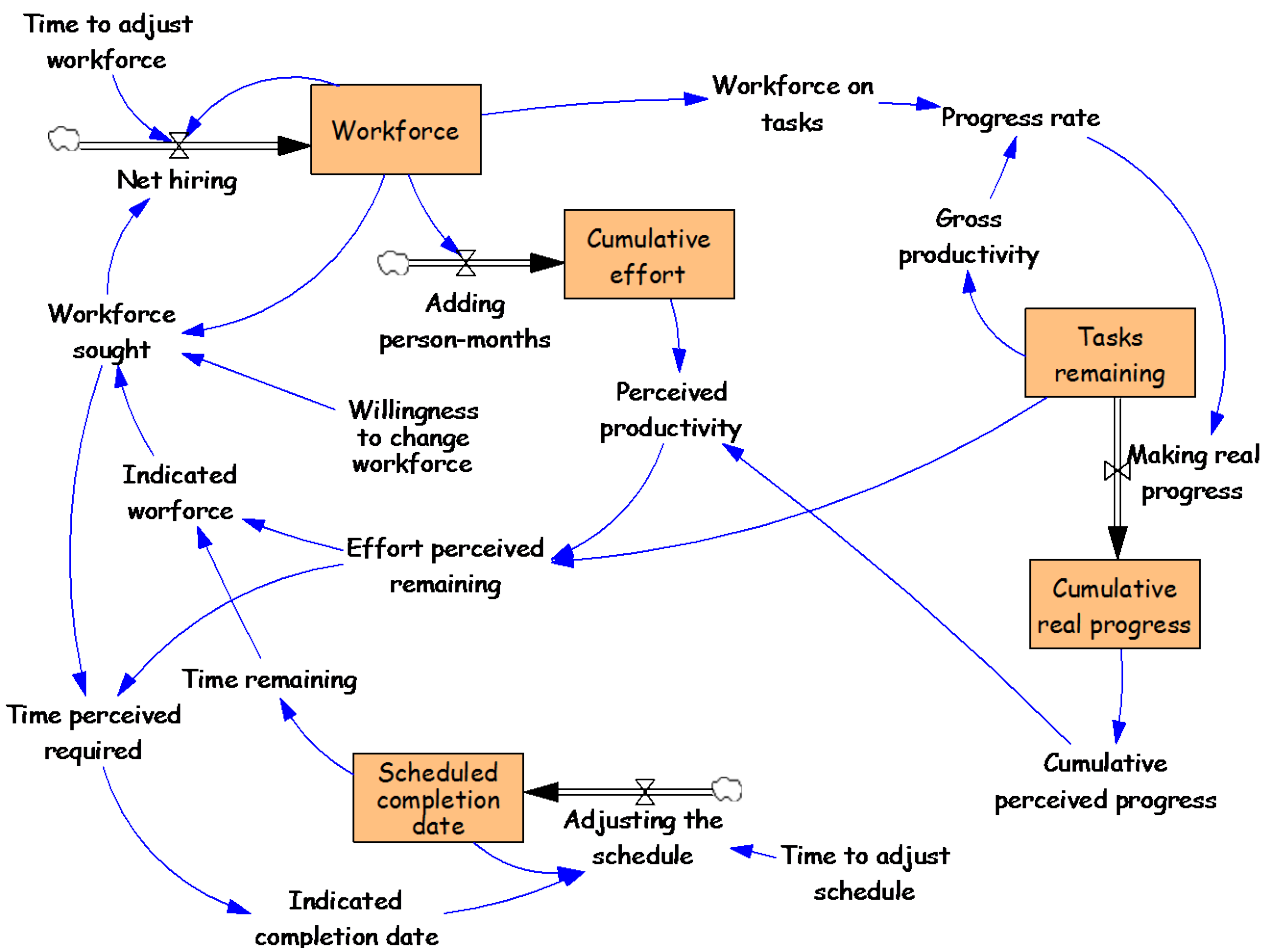 Time to adjust
workforce
Workforce
Net hiring
Workforce on
tasks
Progress rate
Gross
productivity
Cumulative
effort
Adding
person-months
Workforce
sought
Tasks
remaining
Perceived
productivity
Willingness
to change
workforce
Making real
progress
Indicated
worforce
Effort perceived
remaining
Cumulative
real progress
Time remaining
Time perceived
required
Scheduled
completion
date
Adjusting the
schedule
Cumulative
perceived progress
Time to adjust
schedule
Indicated
completion date